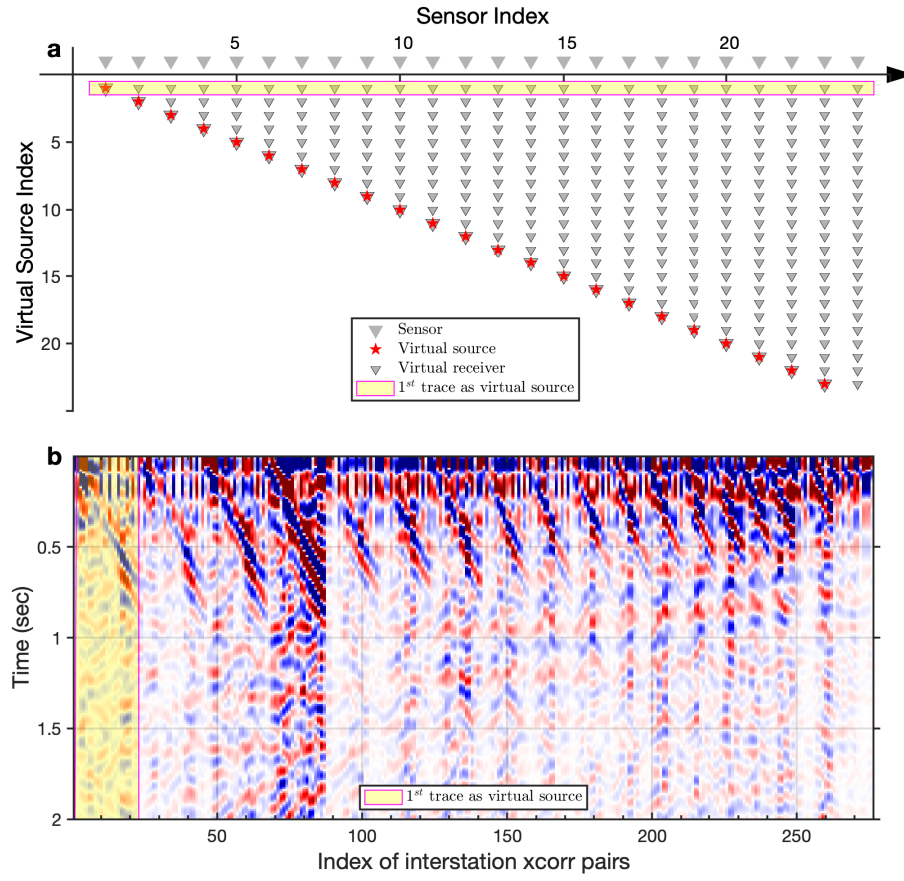 Sensor Index
a
5 10 15 20
Virtual Source Index
5
10
15
20
Sensor
Virtual source
Virtual receiver
1st trace as virtual source
b
Time (sec)
0.5
1
1.5
2
1st trace as virtual source
50 100 150 200 250
Index of interstation xcorr pairs